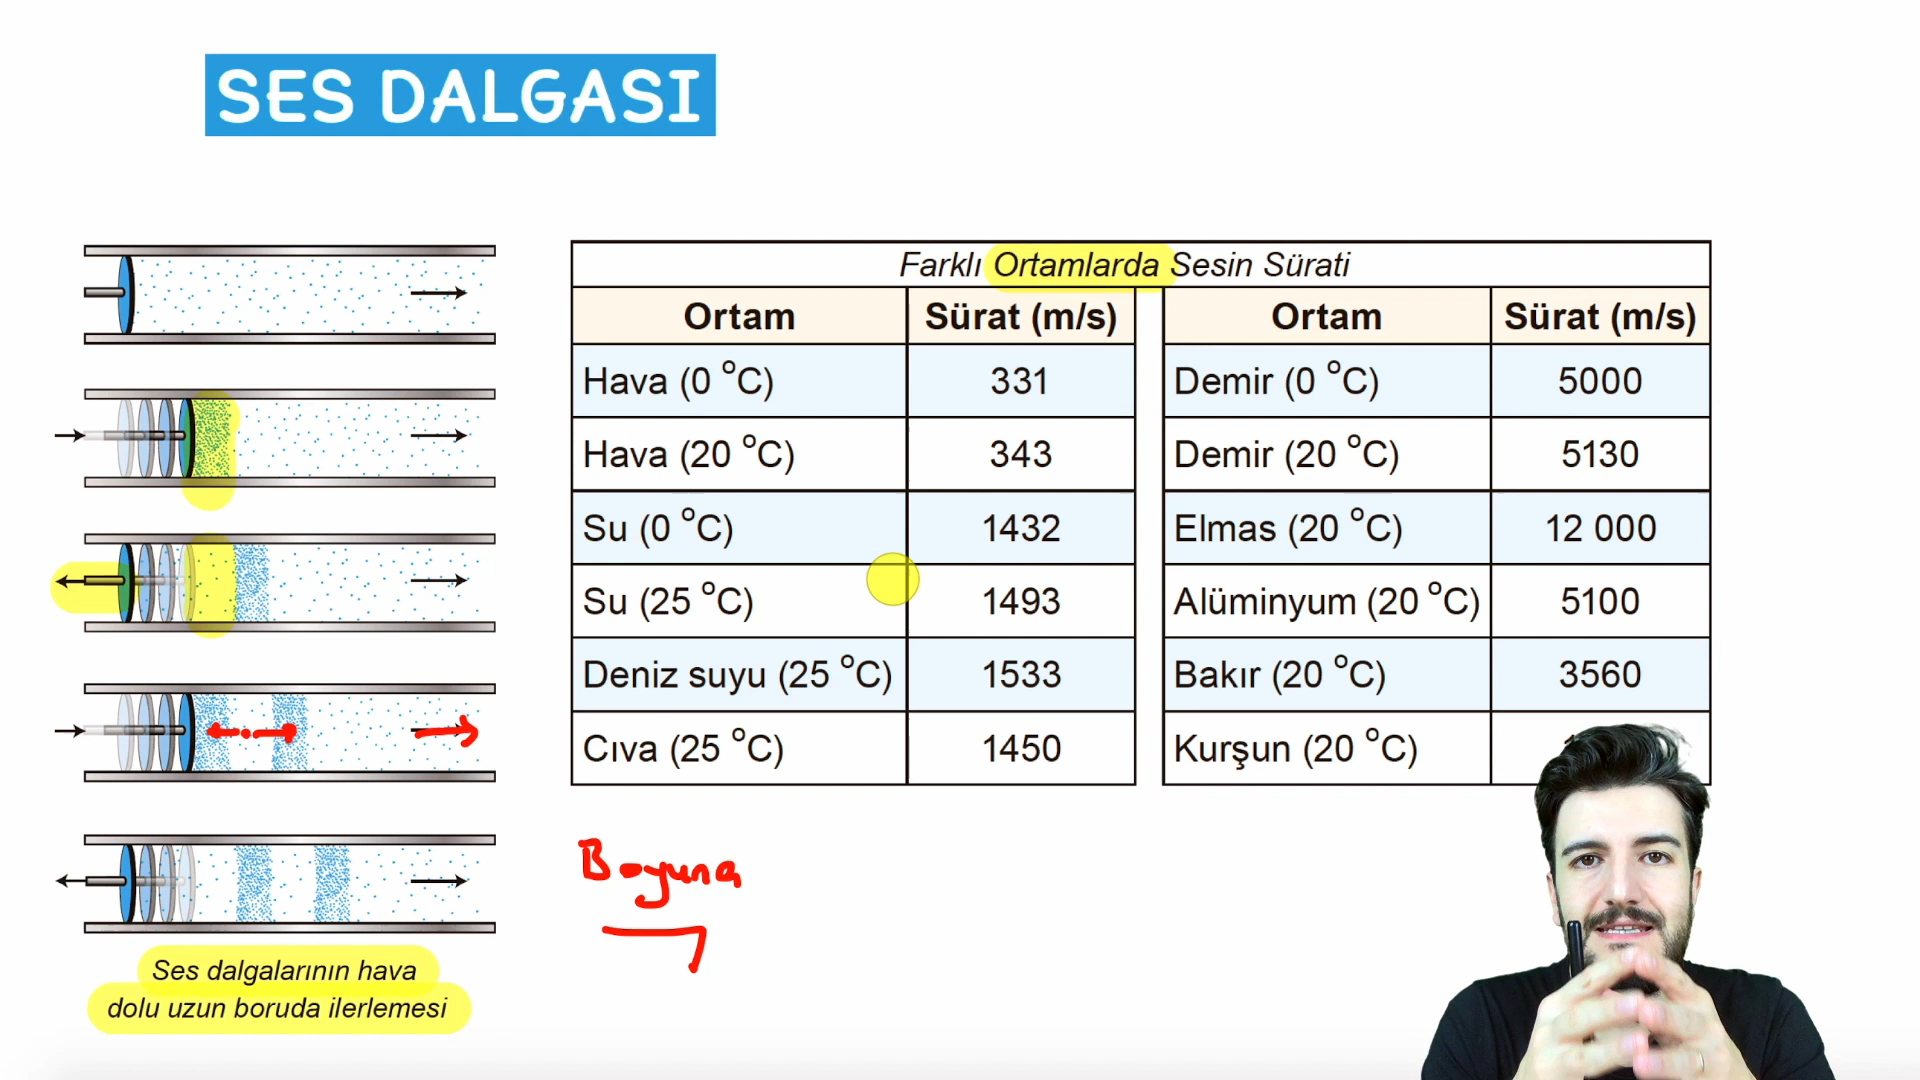 SES DALGASI
Farklı Ortamlarda Sesin Sürati
Ortam Sürat (m/s) Ortam Sürat (m/s)
Hava (0 °C) 331 Demir (0 °C) 5000
Hava (20 °C) 343 Demir (20 °C) 5130
Su (0 °C) 1432 Elmas (20 °C) 12 000
Su (25 °C) 1493 Alüminyum (20 °C) 5100
Deniz suyu (25 °C) 1533 Bakır (20 °C) 3560
Cıva (25 °C) 1450 Kurşun (20 °C)
Boyuna
Ses dalgalarının hava
dolu uzun boruda ilerlemesi